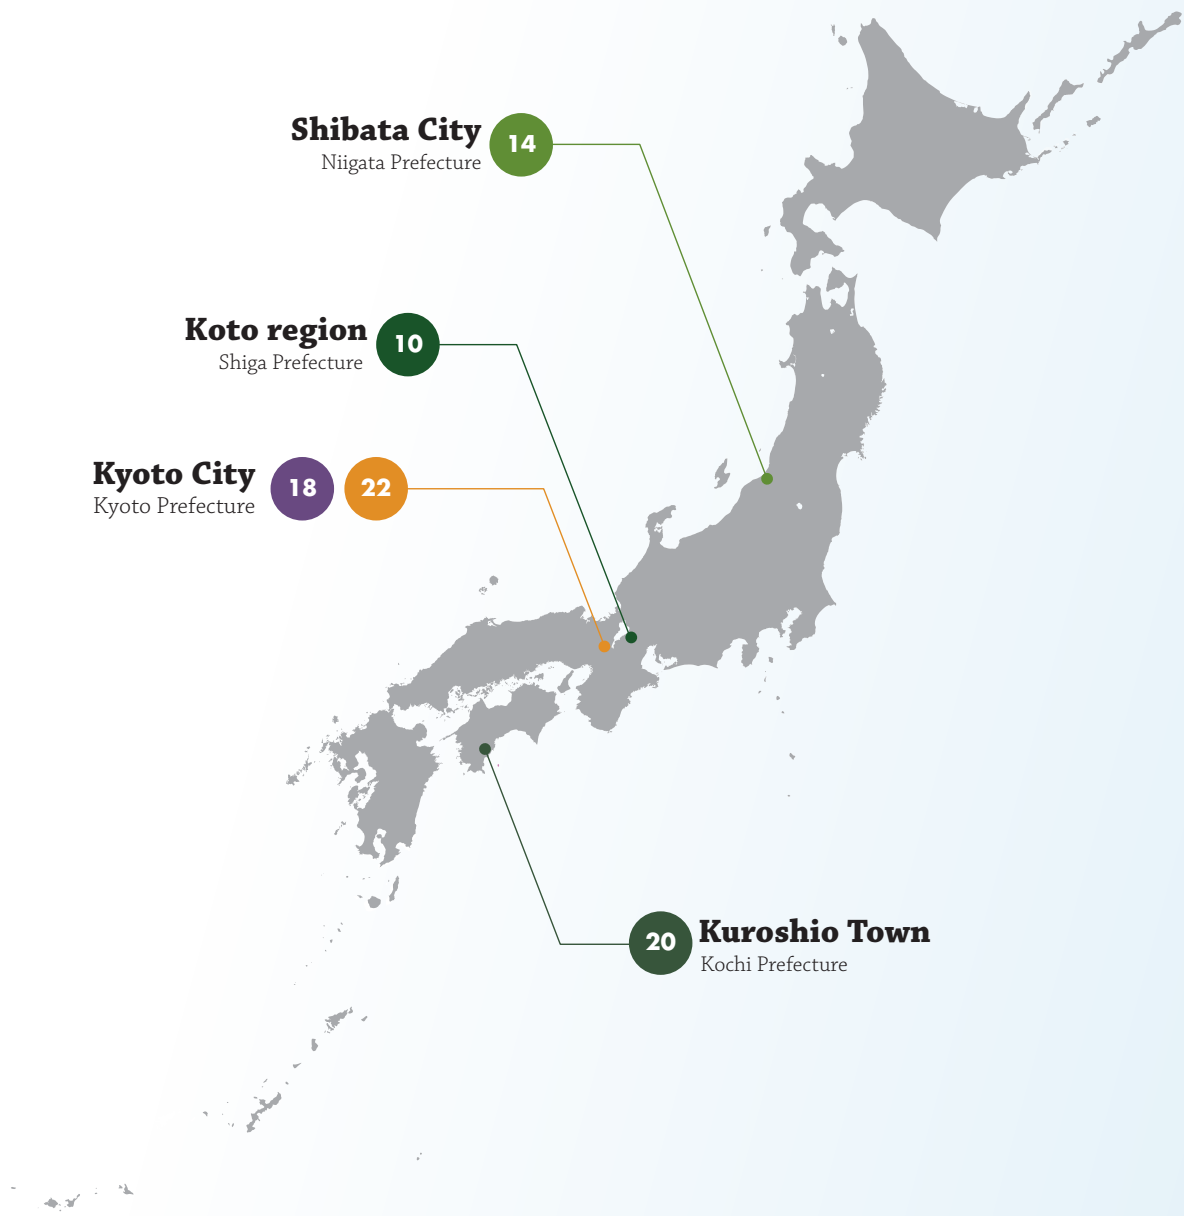 Shibata City 14
Niigata Prefecture
Koto region 10
Shiga Prefecture
Kyoto City 18 22
Kyoto Prefecture
20 Kuroshio Town
Kochi Prefecture